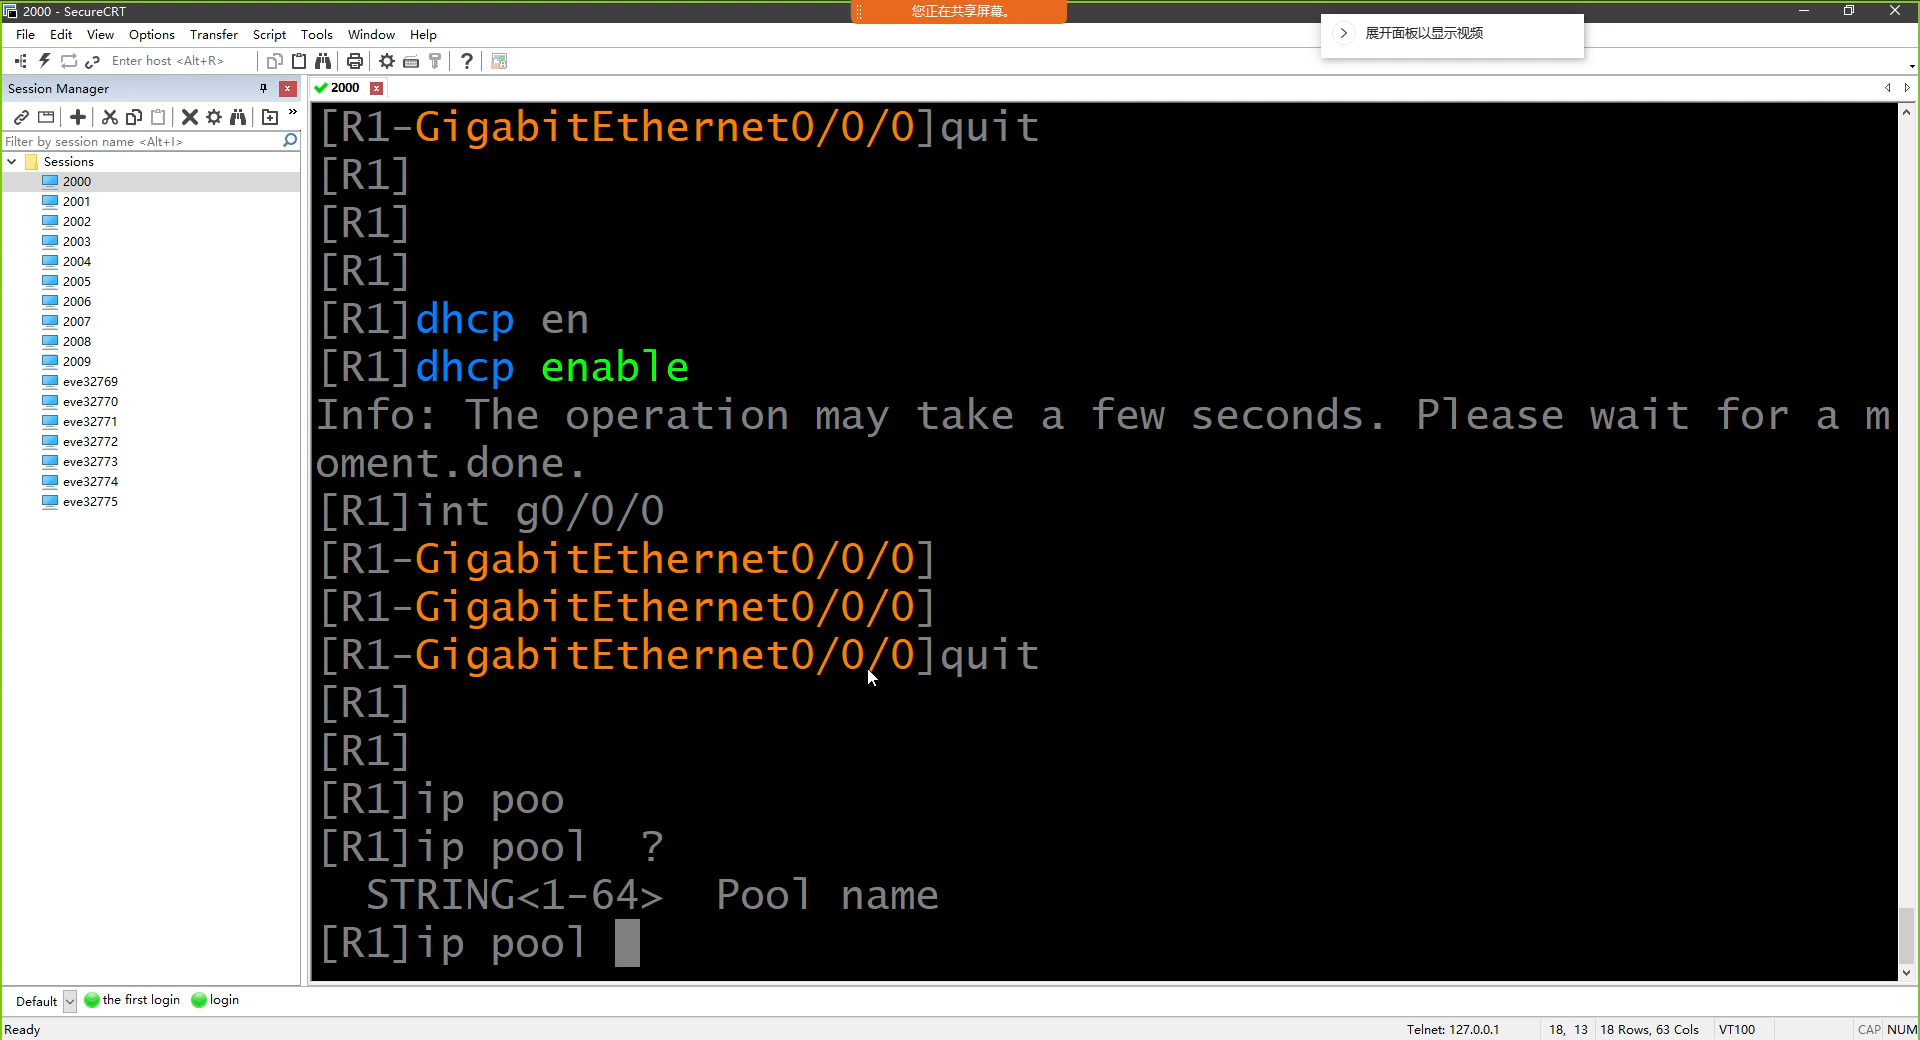 2000 - SecureCRT
您正在共享屏幕。
展开面板以显示视频
File Edit View Options Transfer Script Tools Window Help
Enter host <Alt+R>
Session Manager
2000
Filter by session name <Alt+I>
Sessions
2000
2001
2002
2003
2004
2005
2006
2007
2008
2009
eve32769
eve32770
eve32771
eve32772
eve32773
eve32774
eve32775
[R1-GigabitEthernet0/0/0]quit
[R1]
[R1]
[R1]
[R1]dhcp en
[R1]dhcp enable
Info: The operation may take a few seconds. Please wait for a m
oment.done.
[R1]int g0/0/0
[R1-GigabitEthernet0/0/0]
[R1-GigabitEthernet0/0/0]
[R1-GigabitEthernet0/0/0]quit
[R1]
[R1]
[R1]ip poo
[R1]ip pool  ?
  STRING<1-64>  Pool name
[R1]ip pool
Default the first login login
Ready Telnet: 127.0.0.1 18, 13 18 Rows, 63 Cols VT100 CAP NUM